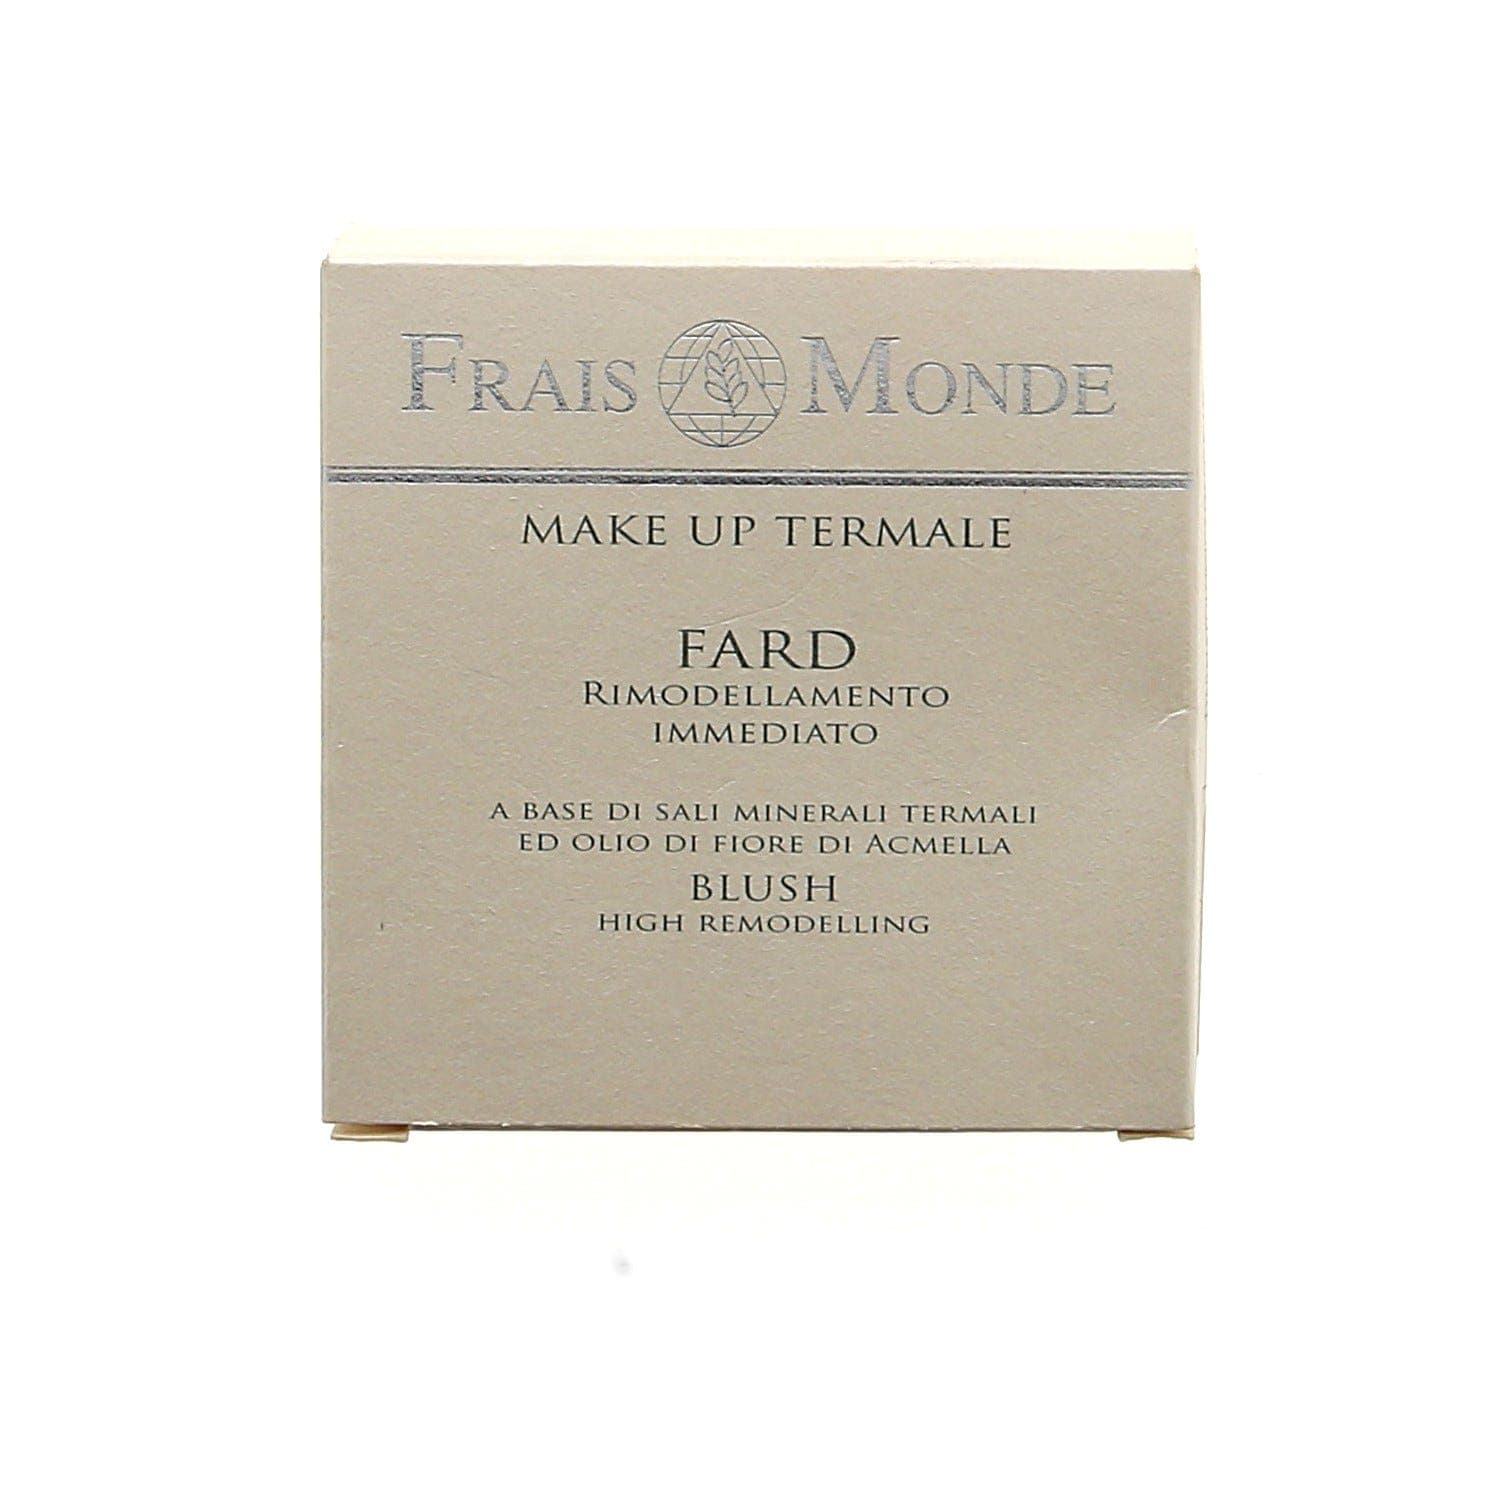 FRAIS MONDE
MAKE UP TERMALE
FARD
RIMODELLAMENTO
IMMEDIATO
A BASE DI SALI MINERALI TERMALI
ED OLIO DI FIORE DI ACMELLA
BLUSH
HIGH REMODELLING